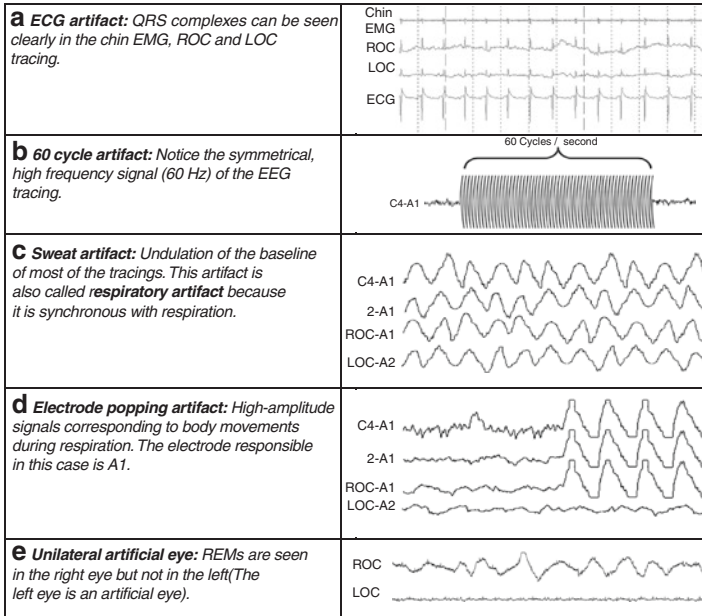 a ECG artifact: QRS complexes can be seen
clearly in the chin EMG, ROC and LOC
tracing.
Chin
EMG
ROC
LOC
ECG
b 60 cycle artifact: Notice the symmetrical,
high frequency signal (60 Hz) of the EEG
tracing.
60 Cycles / second
C4-A1
c Sweat artifact: Undulation of the baseline
of most of the tracings. This artifact is
also called respiratory artifact because
it is synchronous with respiration.
C4-A1
2-A1
ROC-A1
LOC-A2
d Electrode popping artifact: High-amplitude
signals corresponding to body movements
during respiration. The electrode responsible
in this case is A1.
C4-A1
2-A1
ROC-A1
LOC-A2
e Unilateral artificial eye: REMs are seen
in the right eye but not in the left(The
left eye is an artificial eye).
ROC
LOC